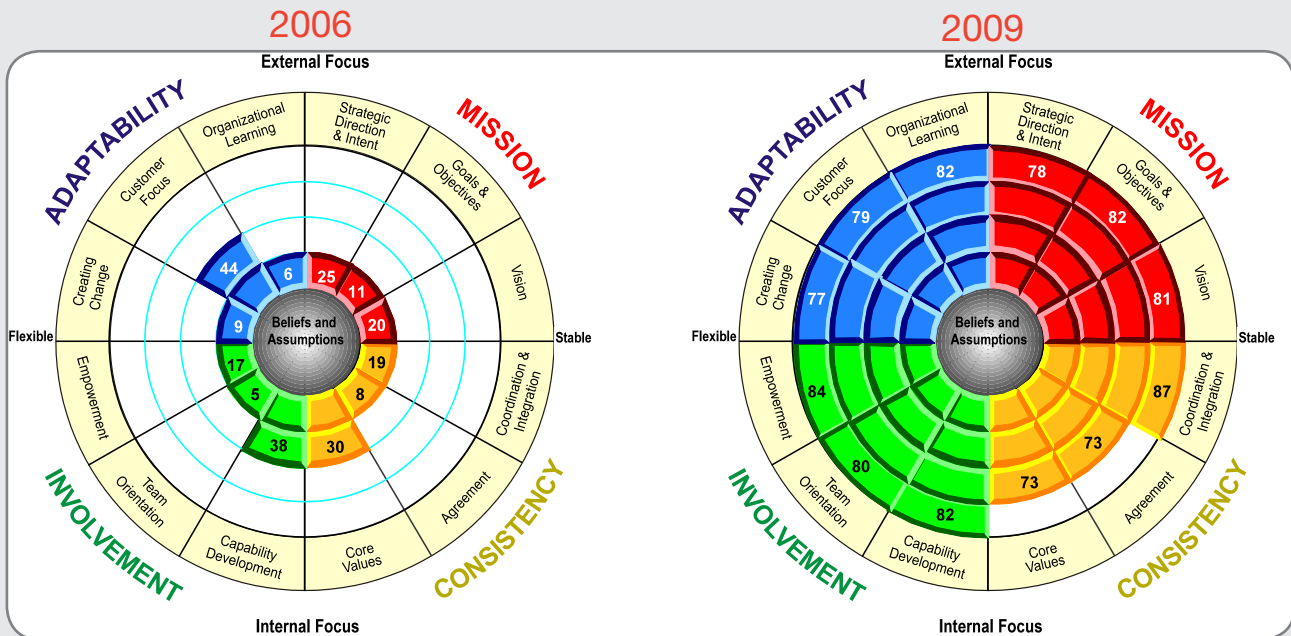 2006
External Focus
ADAPTABILITY
MISSION
Organizational
Learning
Strategic
Direction
& Intent
Customer
Focus
Goals &
Objectives
Creating
Change
Vision
44
6
25
11
9
20
Flexible
Beliefs and
Assumptions
17
19
5
8
38
30
Empowerment
Coordination &
Integration
Team
Orientation
Agreement
Capability
Development
Core
Values
INVOLVEMENT
CONSISTENCY
Internal Focus
2009
External Focus
ADAPTABILITY
MISSION
Organizational
Learning
Strategic
Direction
& Intent
Customer
Focus
Goals &
Objectives
Creating
Change
Vision
82
78
79
82
77
81
Flexible
Beliefs and
Assumptions
Stable
Stable
84
87
80
73
82
73
Empowerment
Coordination &
Integration
Team
Orientation
Agreement
Capability
Development
Core
Values
INVOLVEMENT
CONSISTENCY
Internal Focus